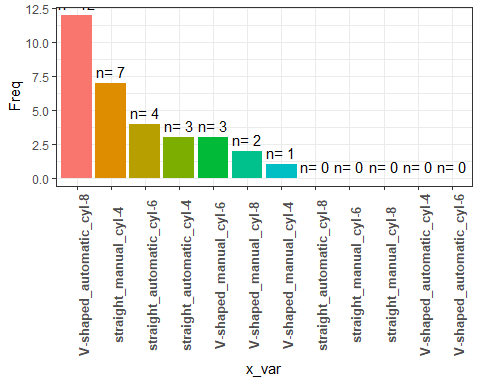 12.5
10.0
7.5
5.0
2.5
0.0
Freq
n= 7
n= 4
n= 3
n= 3
n= 2
n= 1
n= 0
n= 0
n= 0
n= 0
n= 0
V-shaped_automatic_cyl-8
straight_manual_cyl-4
straight_automatic_cyl-6
straight_automatic_cyl-4
V-shaped_manual_cyl-6
V-shaped_manual_cyl-8
V-shaped_manual_cyl-4
straight_automatic_cyl-8
straight_manual_cyl-6
straight_manual_cyl-8
V-shaped_automatic_cyl-4
V-shaped_automatic_cyl-6
x_var